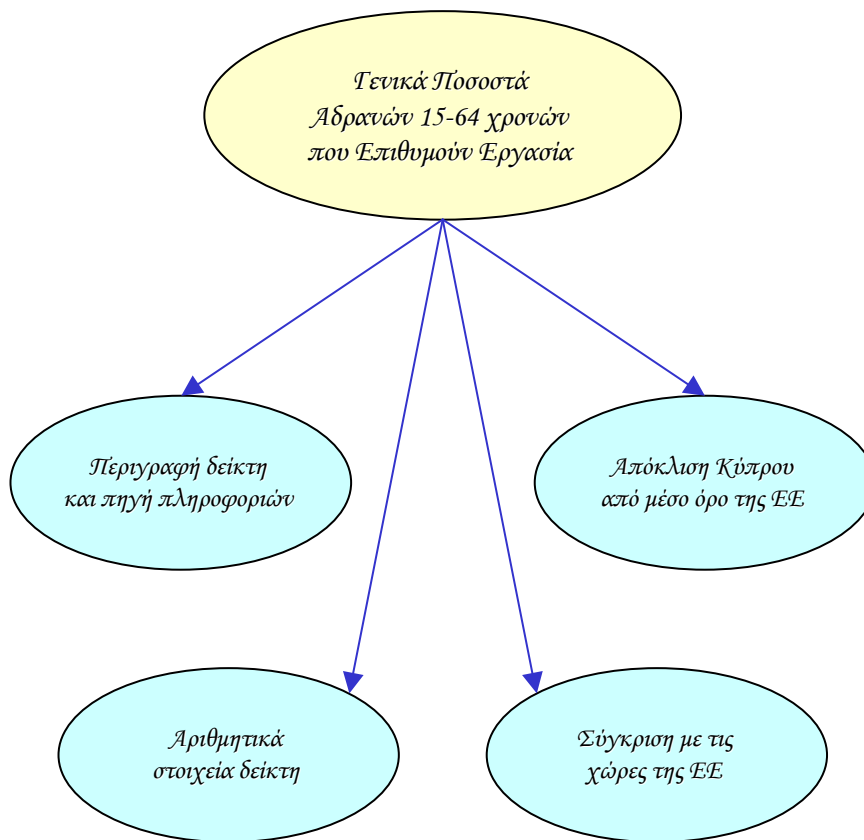 Γενικά Ποσοστά
Αδρανών 15-64 χρονών
που Επιθυμούν Εργασία
Περιγραφή δείκτη
και πηγή πληροφοριών
Απόκλιση Κύπρου
από μέσο όρο της ΕΕ
Αριθμητικά
στοιχεία δείκτη
Σύγκριση με τις
χώρες της ΕΕ